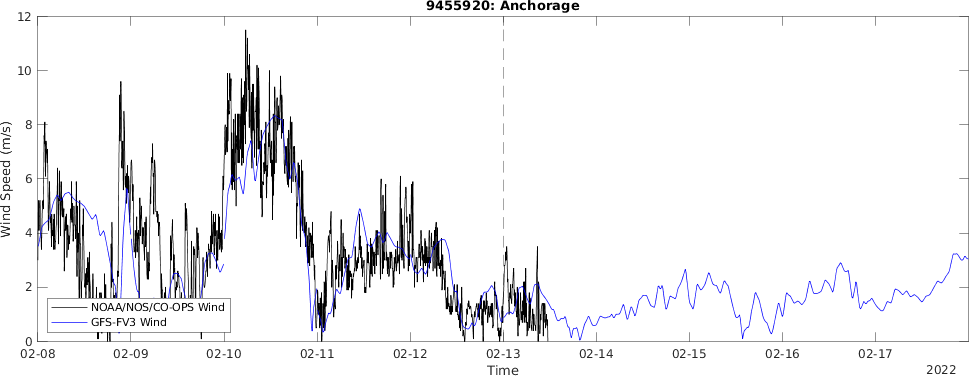 9455920: Anchorage
12
10
8
6
4
2
0
Wind Speed (m/s)
NOAA/NOS/CO-OPS Wind
GFS-FV3 Wind
02-08 02-09 02-10 02-11 02-12 02-13 02-14 02-15 02-16 02-17
Time
2022